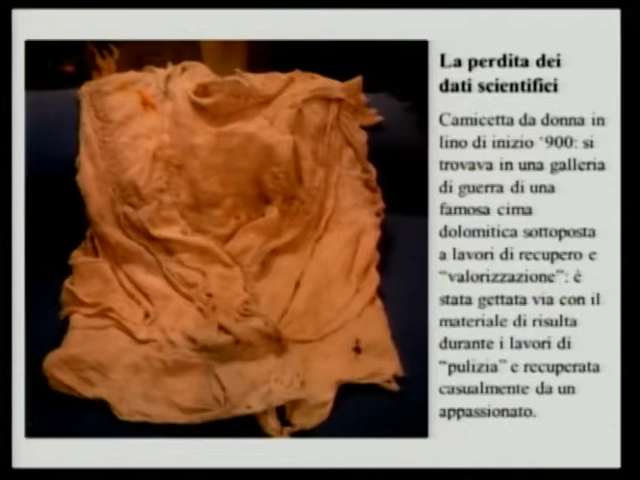 La perdita dei
dati scientifici
Camicetta da donna in
lino di inizio ‘900: si
trovava in una galleria
di guerra di una
famosa cima
dolomitica sottoposta
a lavori di recupero e
“valorizzazione”: è
stata gettata via con il
materiale di risulta
durante i lavori di
“pulizia” e recuperata
casualmente da un
appassionato.